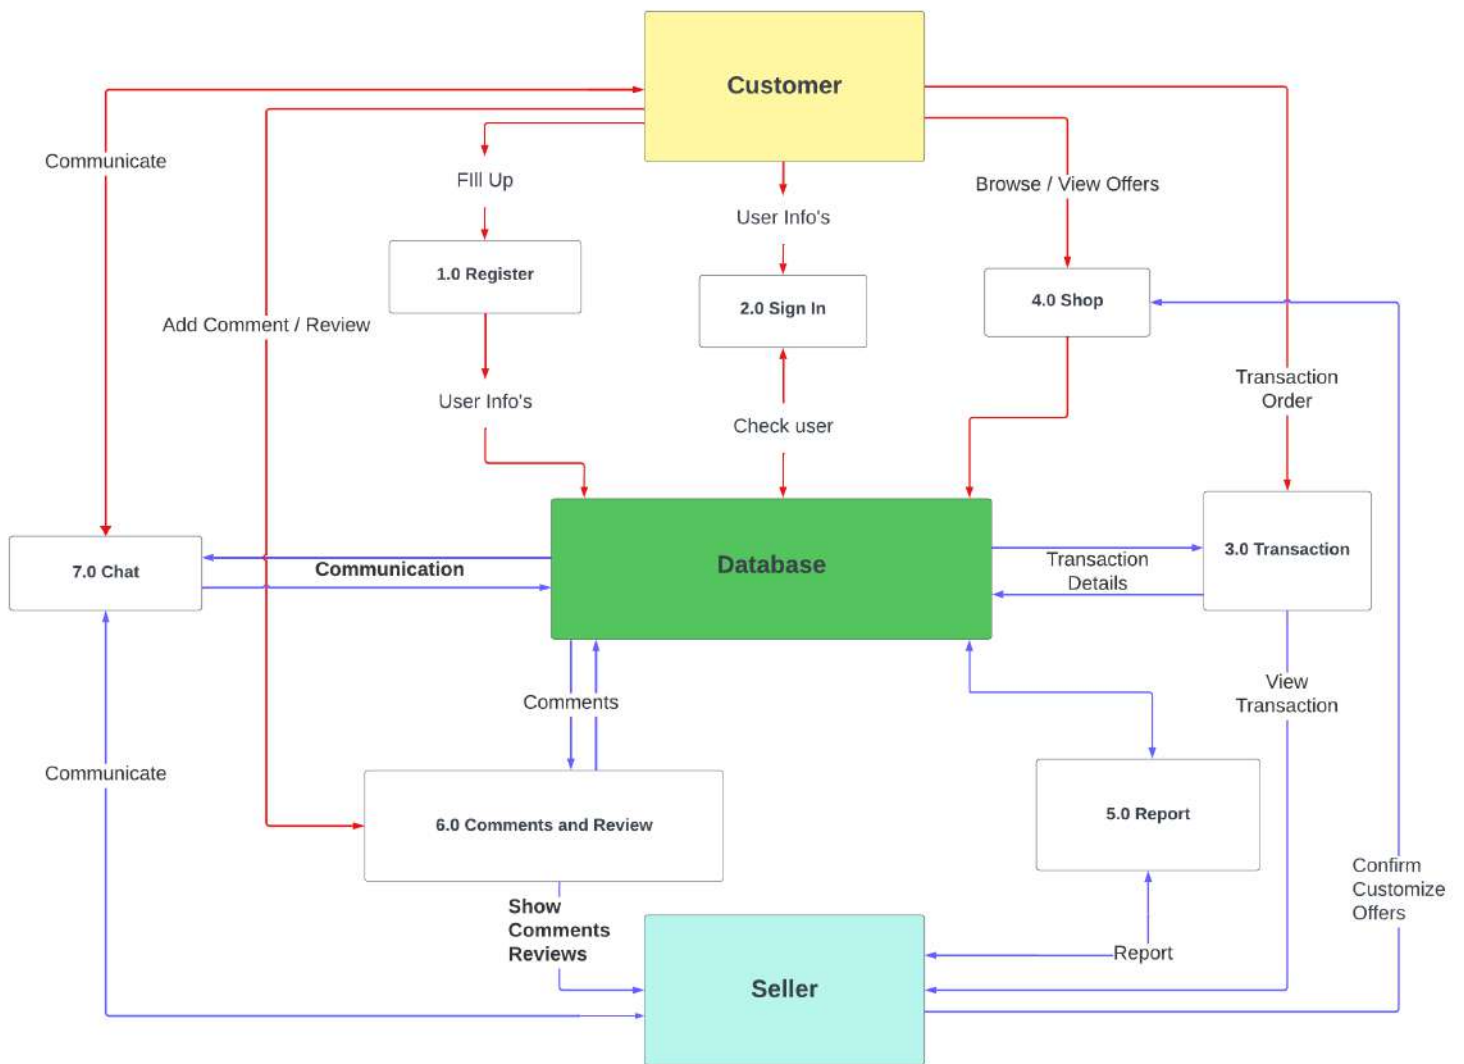 Customer
Communicate
FIll Up
Browse / View Offers
User Info's
1.0 Register
2.0 Sign In
4.0 Shop
Add Comment / Review
Transaction
Order
User Info's
Check user
7.0 Chat
Communication
Database
Transaction
Details
3.0 Transaction
Comments
View
Transaction
Communicate
6.0 Comments and Review
5.0 Report
Confirm
Customize
Offers
Show
Comments
Reviews
Report
Seller